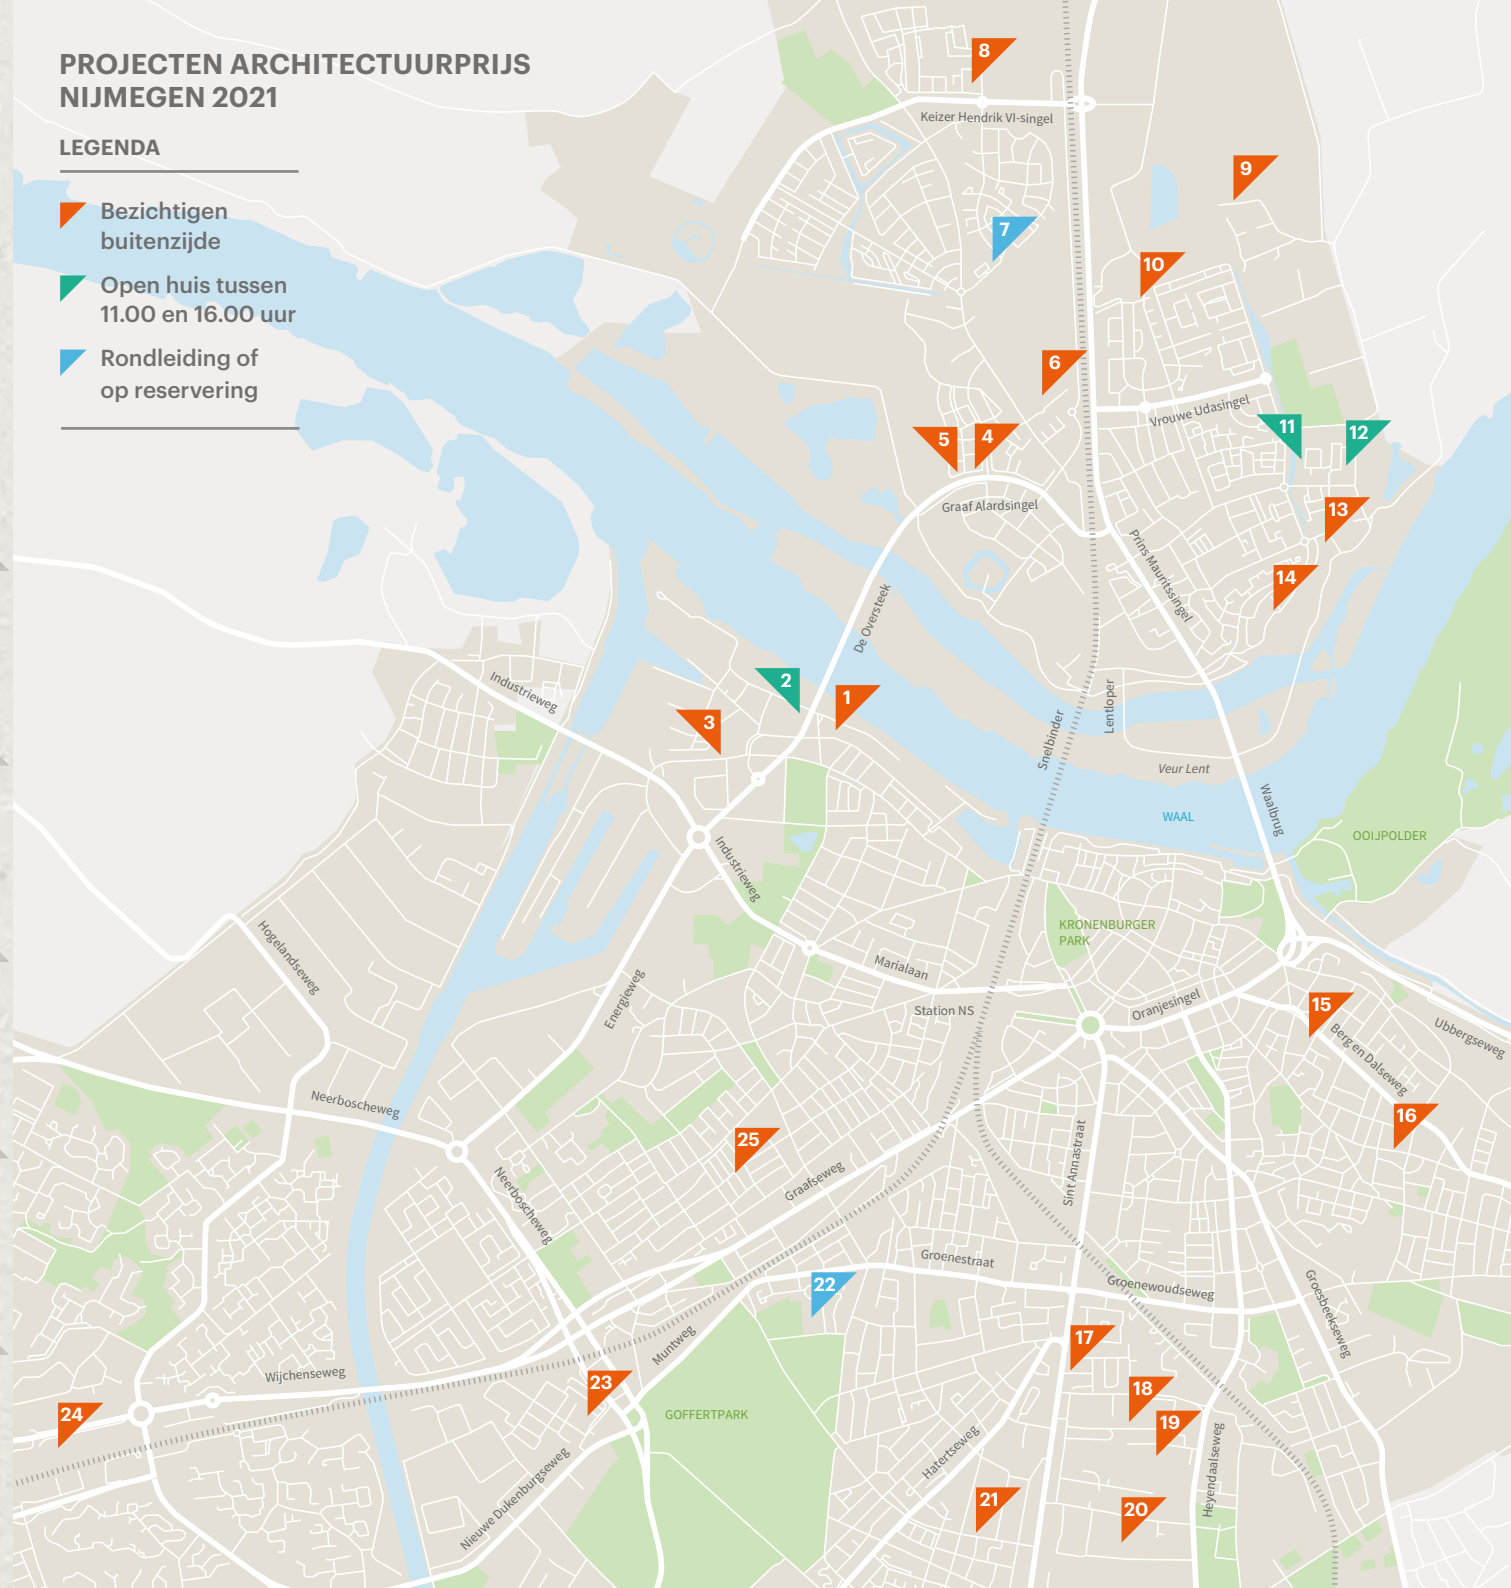 PROJECTEN ARCHITECTUURPRIJS
NIJMEGEN 2021
LEGENDA
Bezichtigen
buitenzijde
Open huis tussen
11.00 en 16.00 uur
Rondleiding of
op reservering
8
Keizer Hendrik VI-singel
9
7
10
6
Vrouwe Udasingel
11
12
5
4
Graaf Alardsingel
13
Prins Mauritssingel
14
De Oversteek
Industrieweg
2
1
3
Lentloper
Snelbinder
Veur Lent
Waalbrug
WAAL
OOIJPOLDER
Industrieweg
KRONENBURGER
PARK
Hogelandseweg
Marialaan
Energieweg
Station NS
Oranjesingel
15
Ubbergseweg
Berg en Dalseweg
Neerboscheweg
16
25
Graafseweg
Sint Annastraat
Neerboscheweg
Groenestraat
22
Groenewoudseweg
Groesbeekseweg
17
Muntweg
Wijchenseweg
23
18
24
GOFFERTPARK
19
Hatertseweg
Heyendaalseweg
Nieuwe Dukenburgseweg
21
20